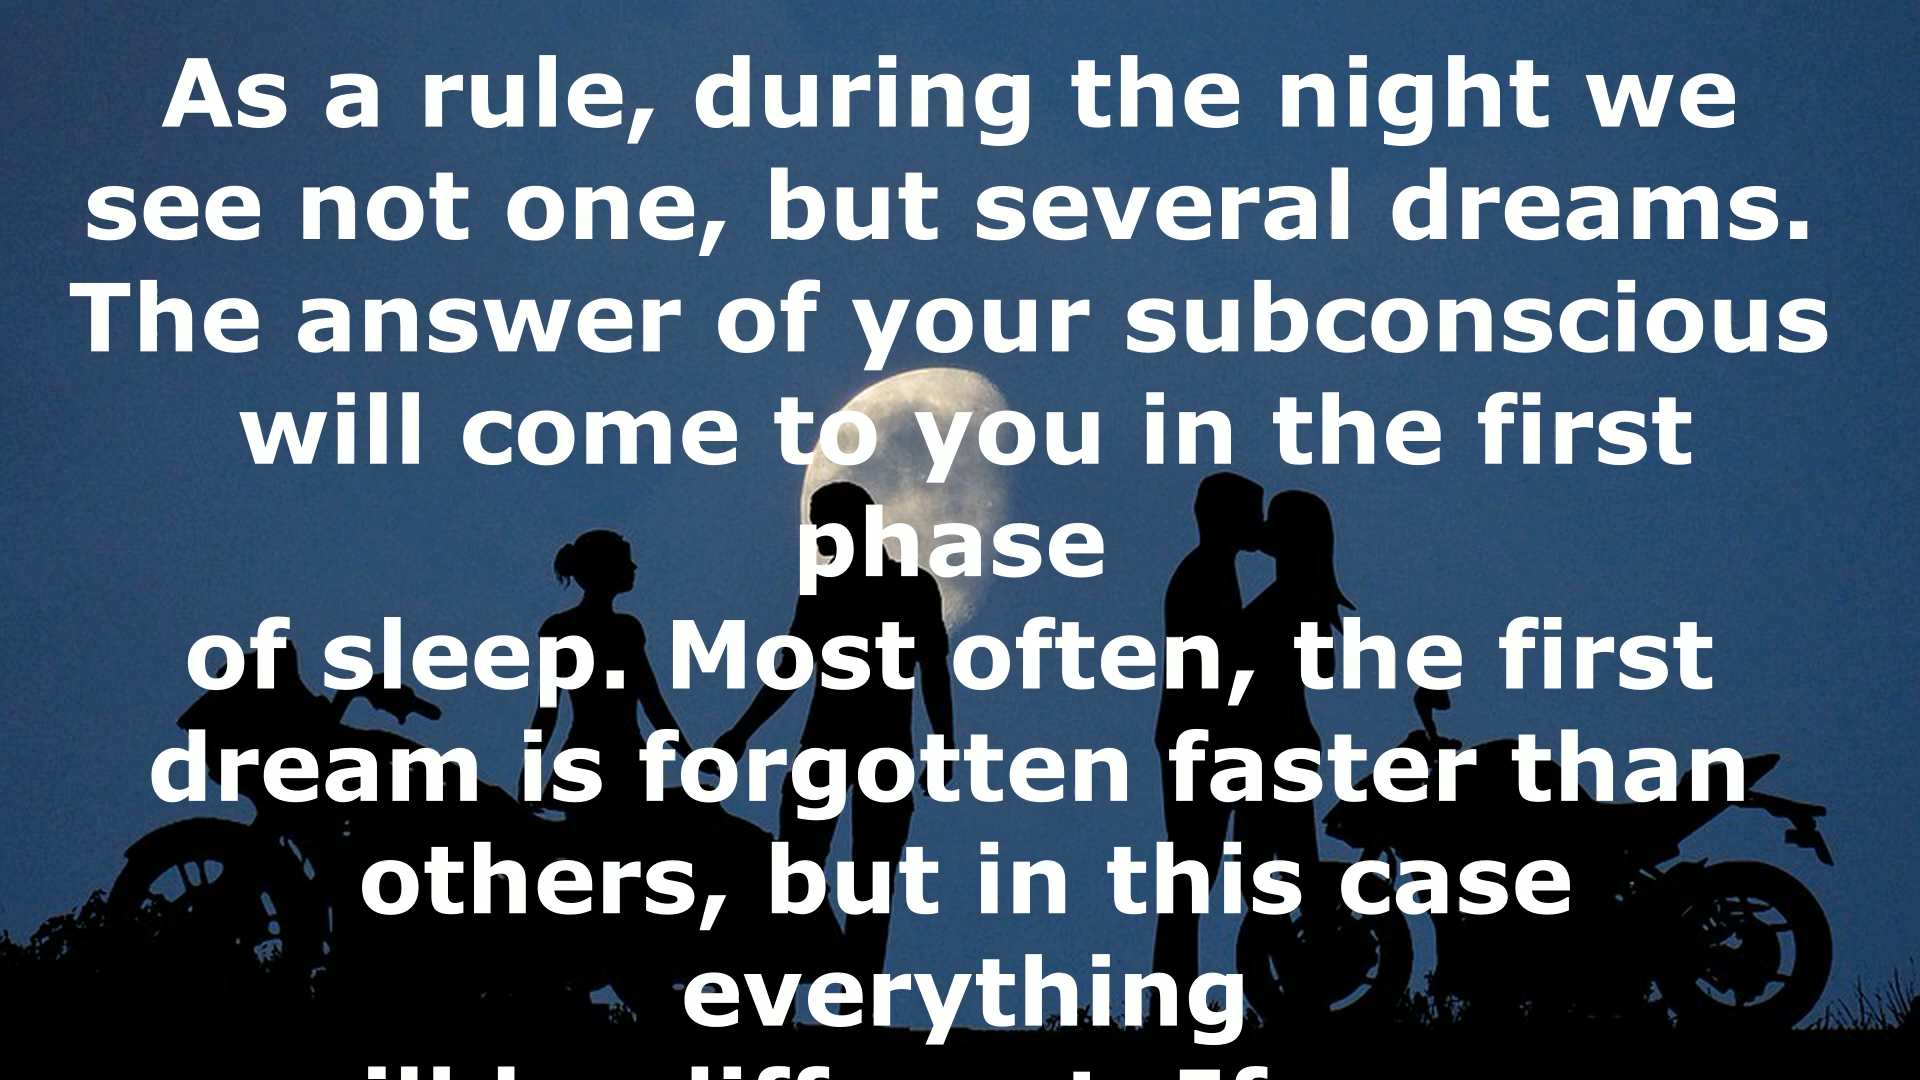 As a rule, during the night we
see not one, but several dreams.
The answer of your subconscious
will come to you in the first
phase
of sleep. Most often, the first
dream is forgotten faster than
others, but in this case
everything